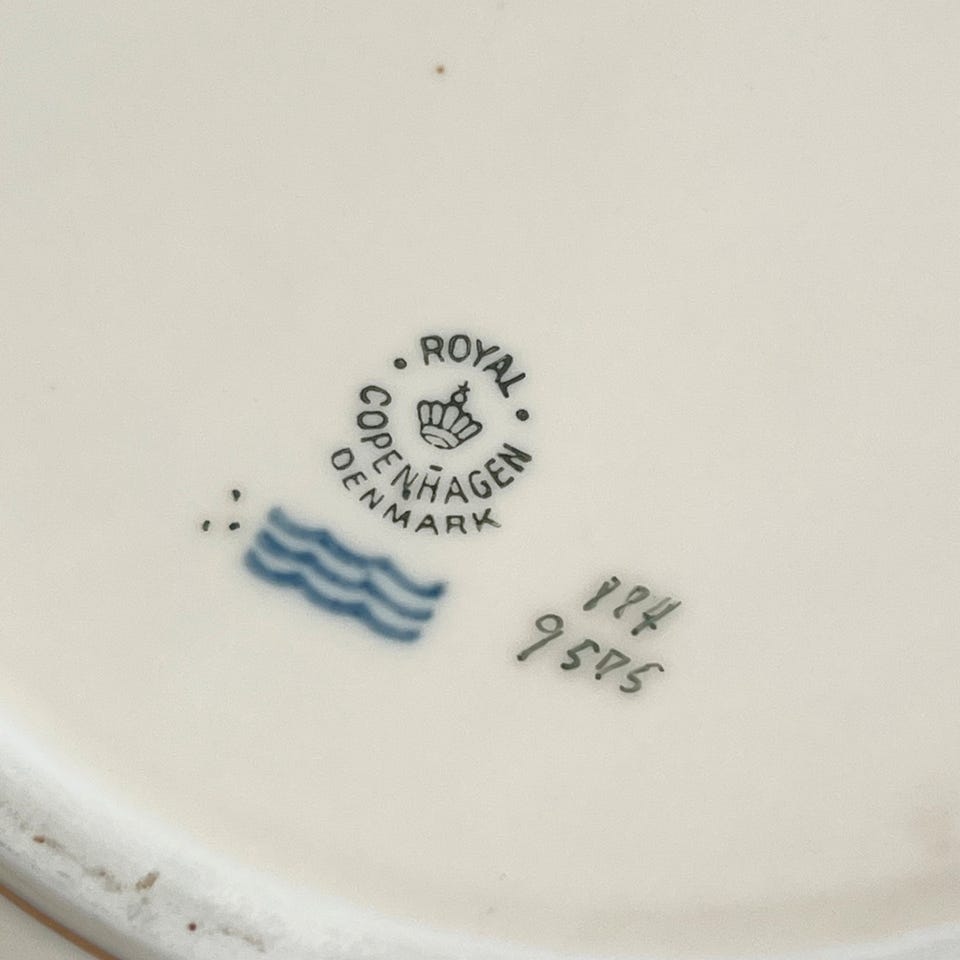 • ROYAL •
COPENHAGEN
DENMARK
884
9575